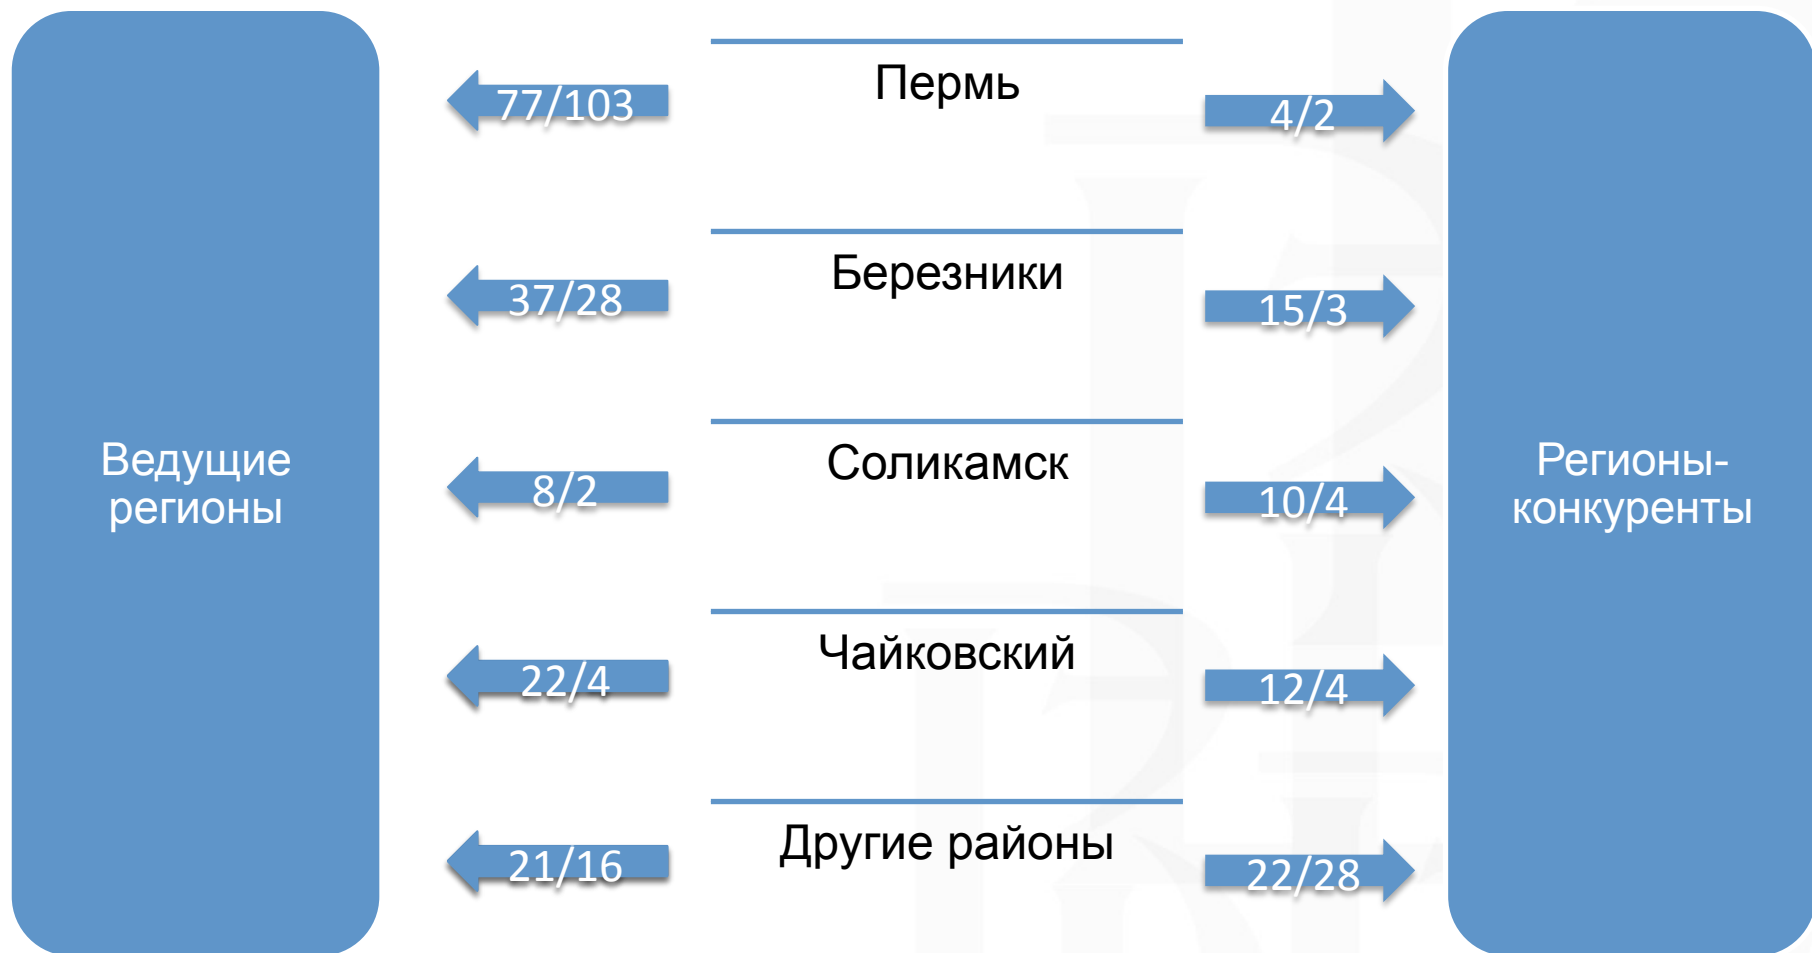 Ведущие
регионы
77/103
Пермь
4/2
37/28
Березники
15/3
8/2
Соликамск
10/4
22/4
Чайковский
12/4
21/16
Другие районы
22/28
Регионы-
конкуренты